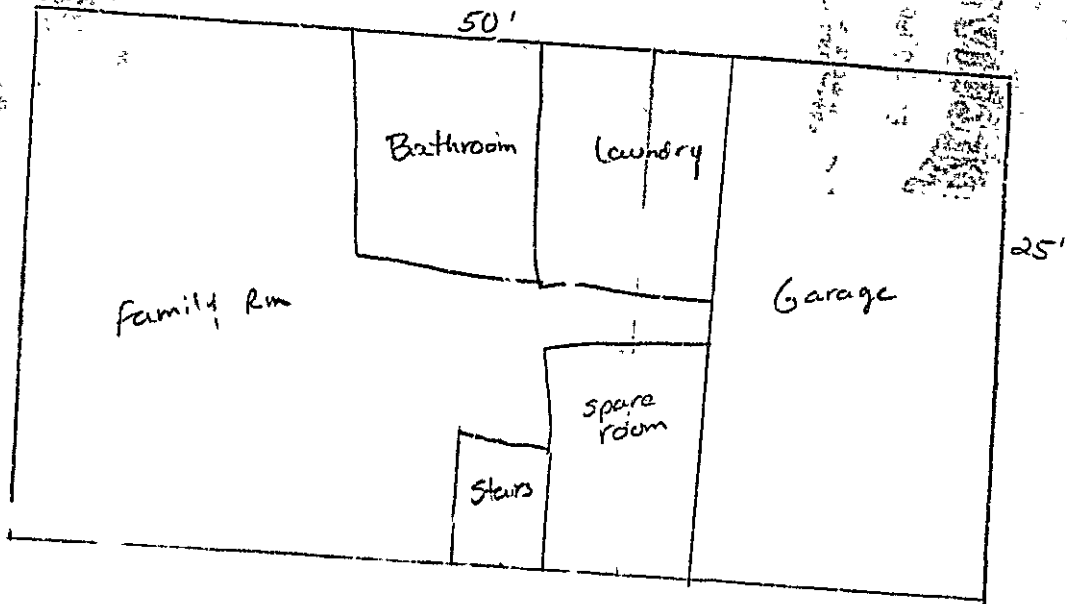 50'
Bathroom
Laundry
25'
Family Rm
Garage
spare
room
Stairs